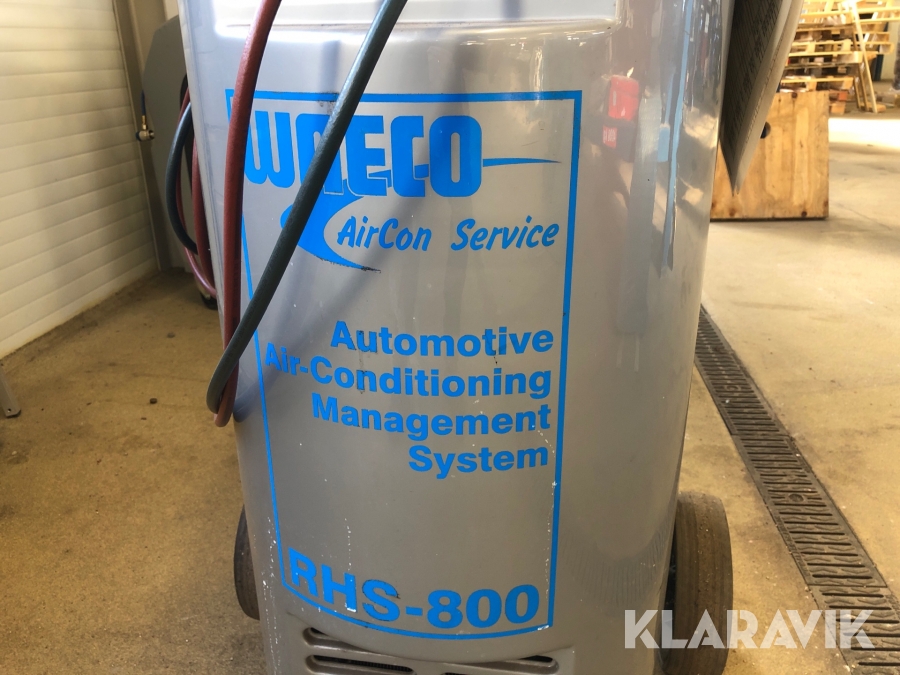 WAECO
AirCon Service
Automotive
Air-Conditioning
Management
System
RHS-800
KLARAVIK